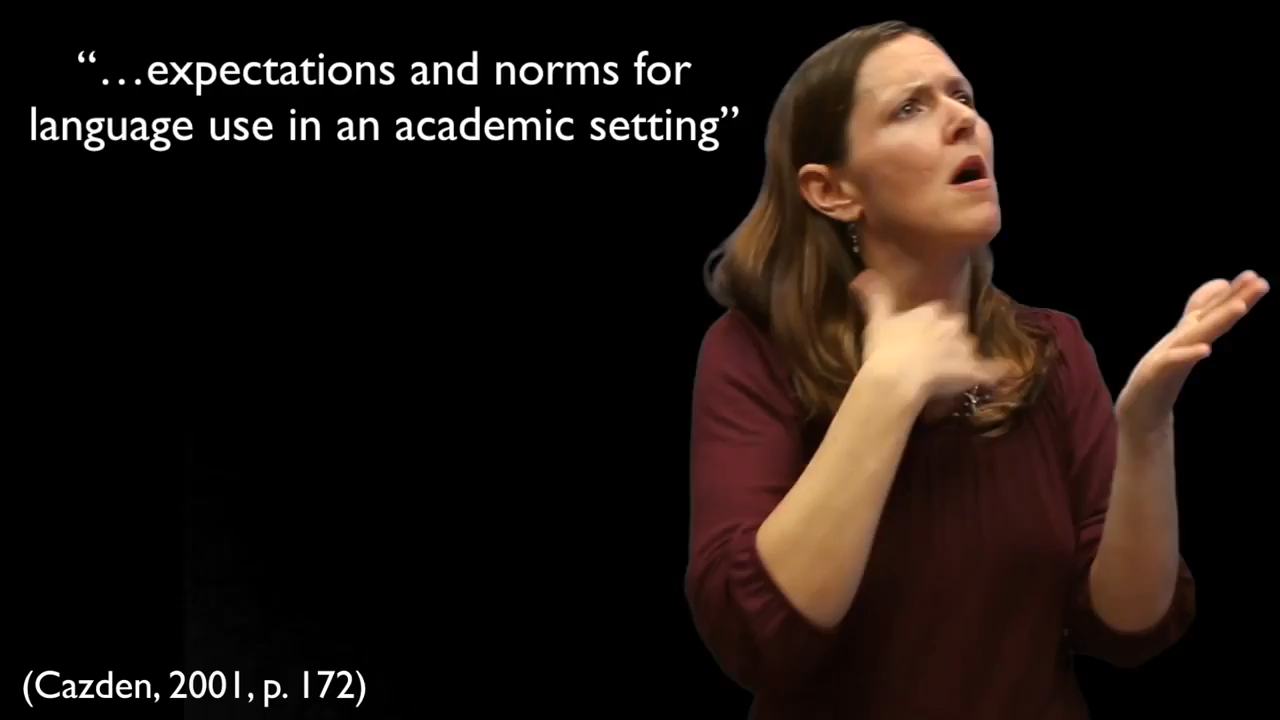 “…expectations and norms for
language use in an academic setting”
(Cazden, 2001, p. 172)